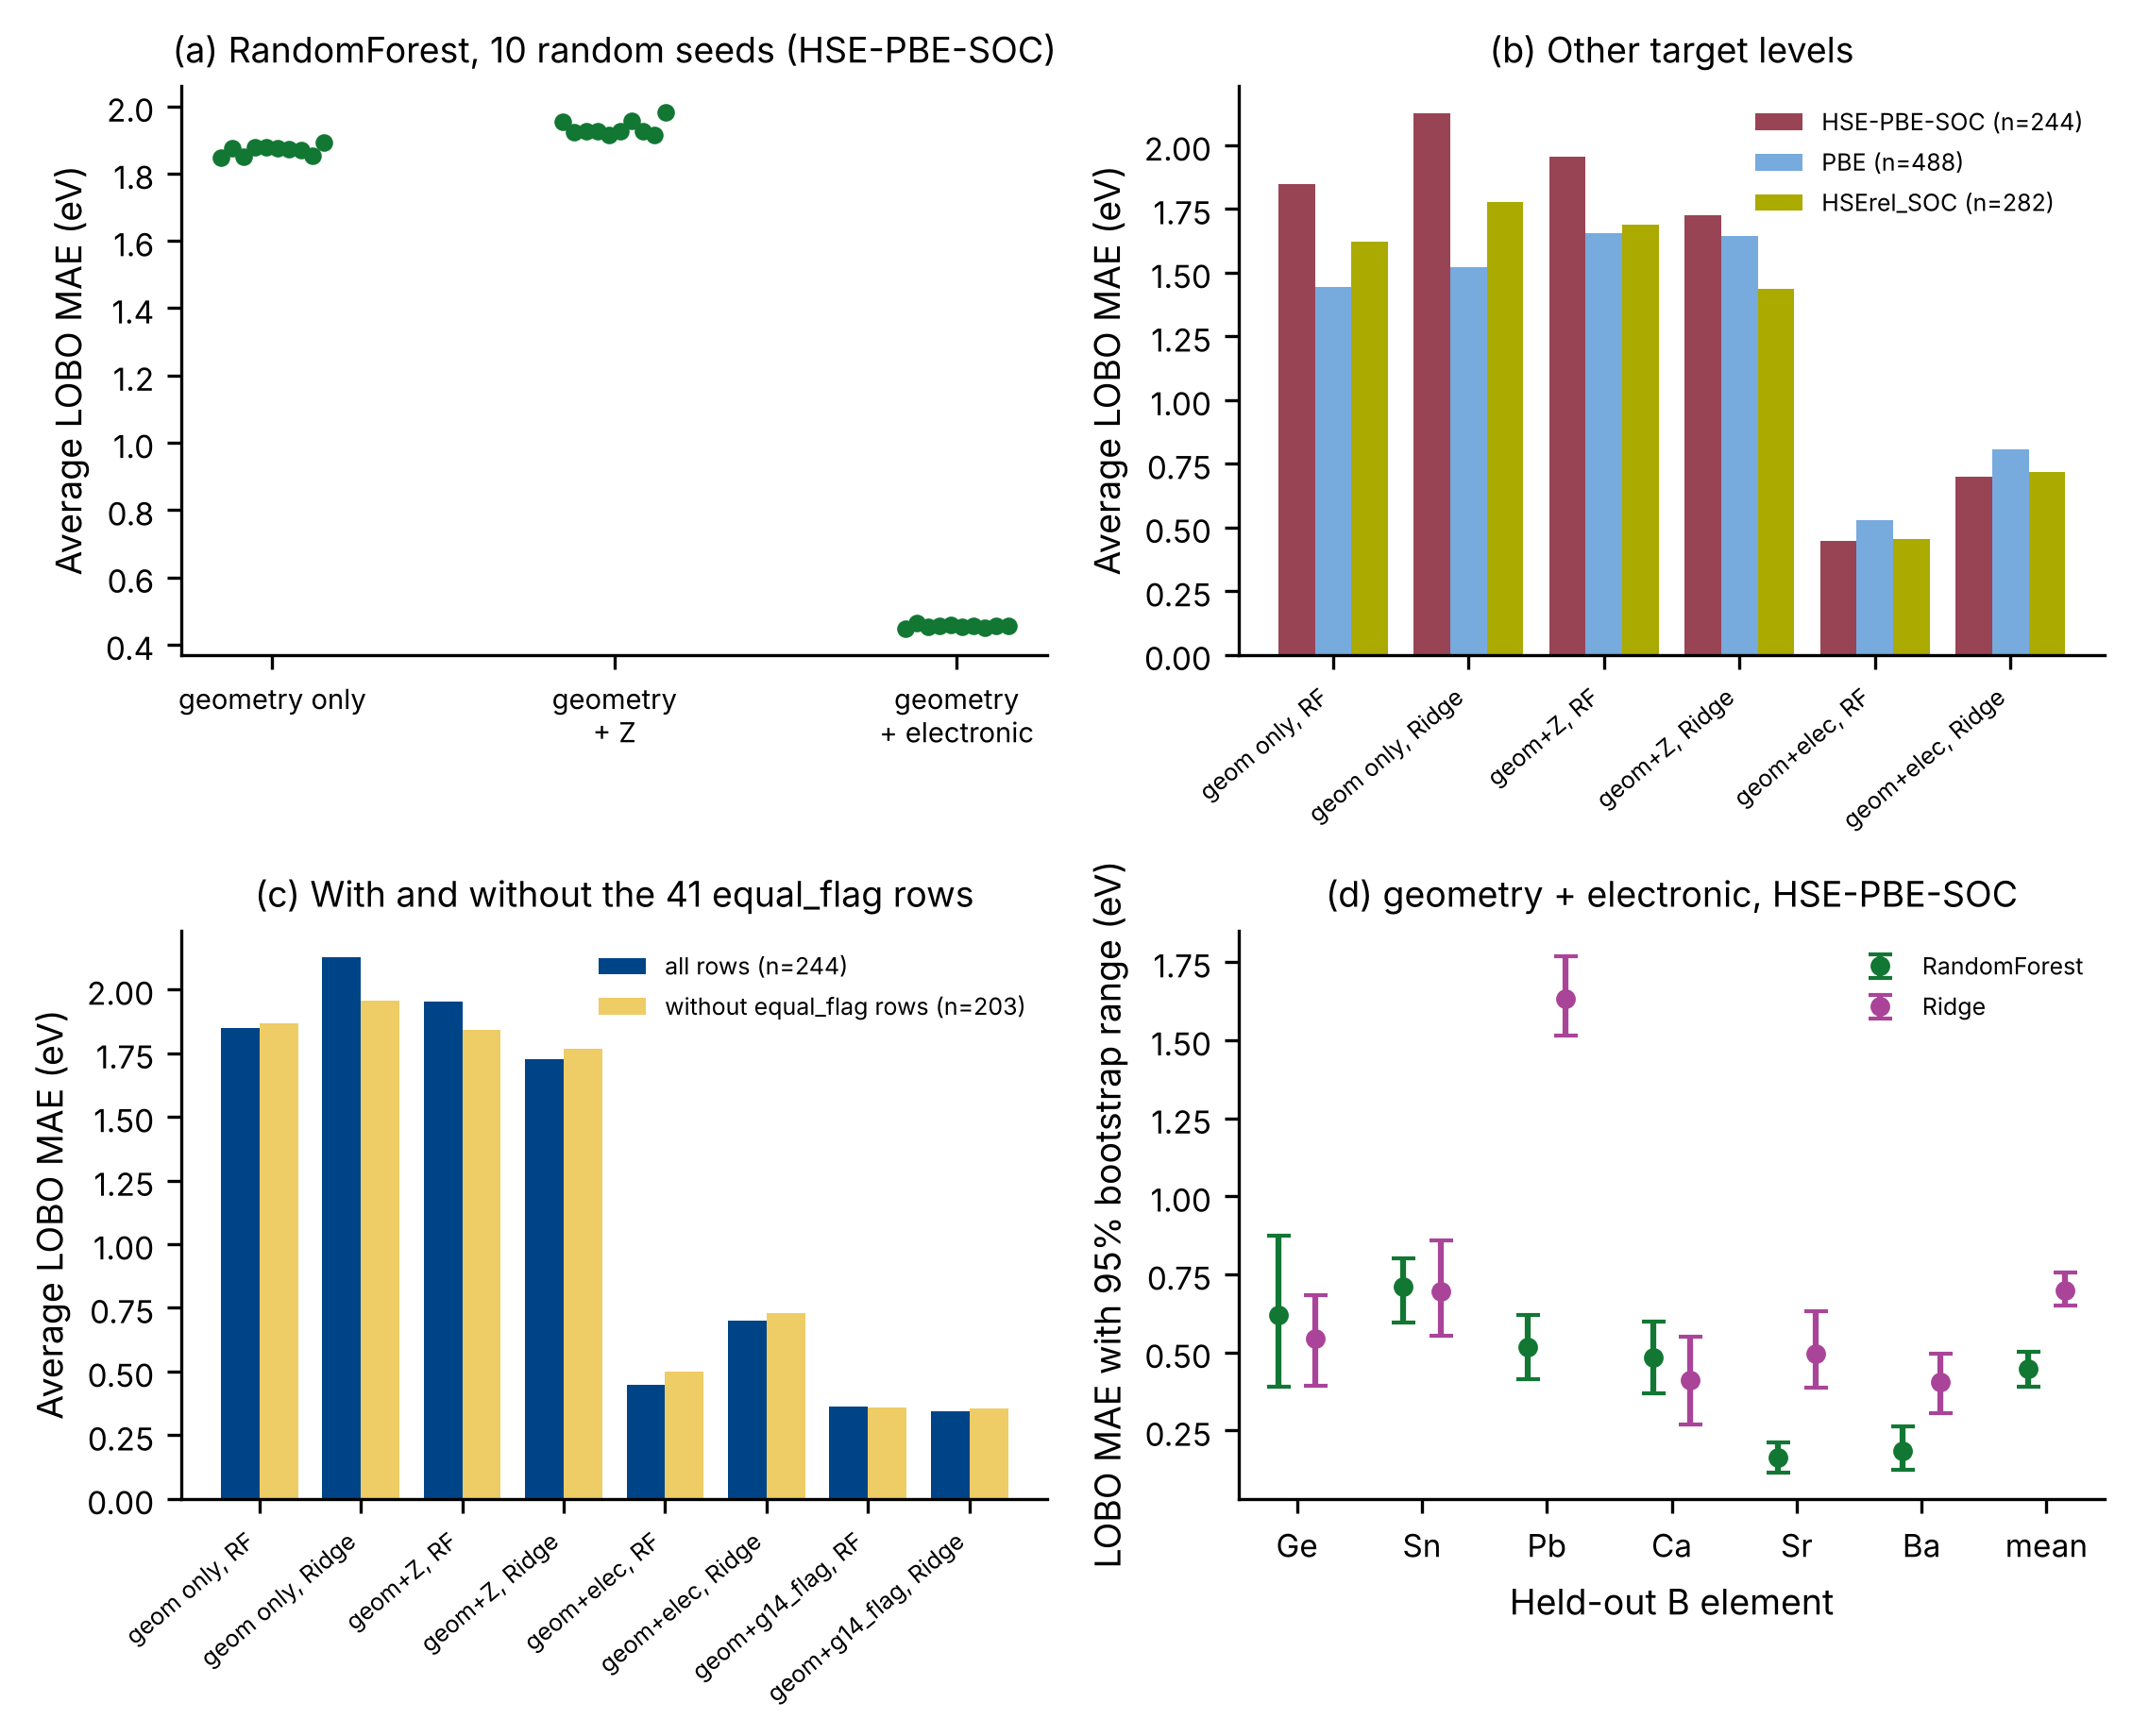 (a) RandomForest, 10 random seeds (HSE-PBE-SOC)
Average LOBO MAE (eV)
2.0
1.8
1.6
1.4
1.2
1.0
0.8
0.6
0.4
geometry only
geometry
+ Z
geometry
+ electronic
(b) Other target levels
Average LOBO MAE (eV)
2.00
1.75
1.50
1.25
1.00
0.75
0.50
0.25
0.00
HSE-PBE-SOC (n=244)
PBE (n=488)
HSErel_SOC (n=282)
geom only, RF
geom only, Ridge
geom+Z, RF
geom+Z, Ridge
geom+elec, RF
geom+elec, Ridge
(c) With and without the 41 equal_flag rows
Average LOBO MAE (eV)
2.00
1.75
1.50
1.25
1.00
0.75
0.50
0.25
0.00
all rows (n=244)
without equal_flag rows (n=203)
geom only, RF
geom only, Ridge
geom+Z, RF
geom+Z, Ridge
geom+elec, RF
geom+elec, Ridge
geom+g14_flag, RF
geom+g14_flag, Ridge
(d) geometry + electronic, HSE-PBE-SOC
LOBO MAE with 95% bootstrap range (eV)
1.75
1.50
1.25
1.00
0.75
0.50
0.25
RandomForest
Ridge
Ge
Sn
Pb
Ca
Sr
Ba
mean
Held-out B element